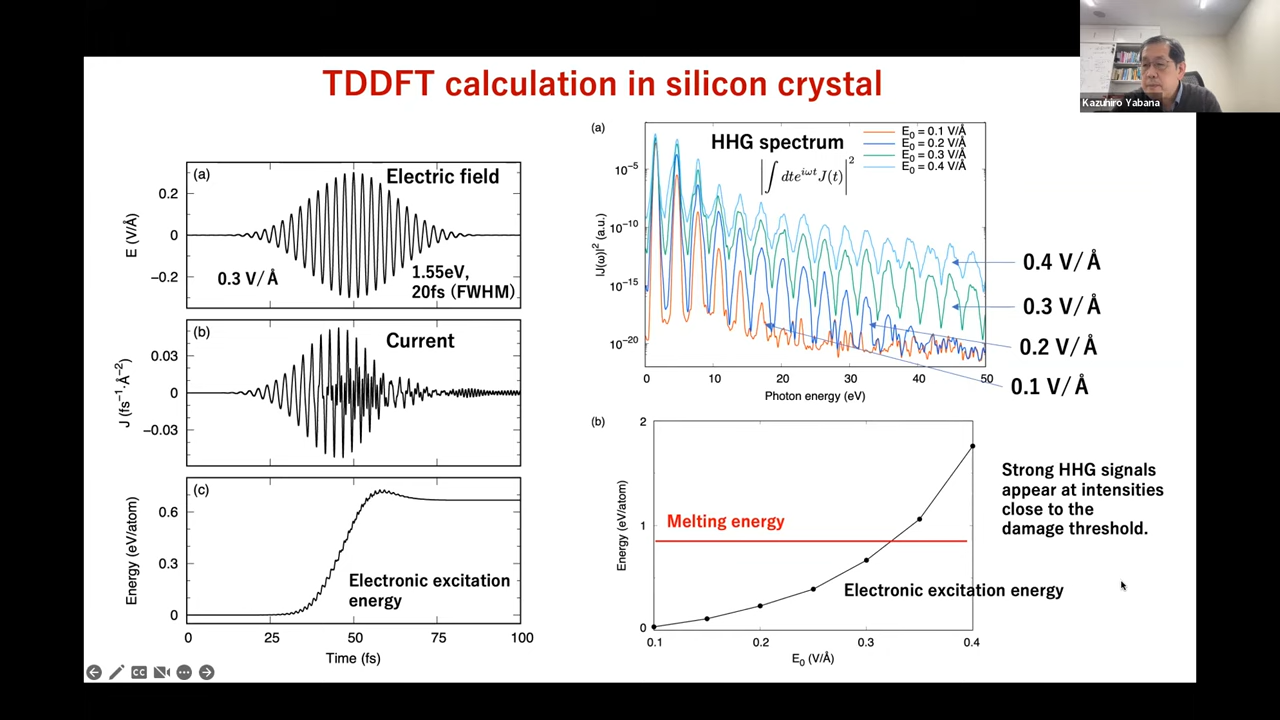 TDDFT calculation in silicon crystal
Kazuhiro Yabana
(a)
Electric field
0.2
0
−0.2
E (V/Å)
0.3 V/Å
1.55eV,
20fs (FWHM)
(b)
Current
0.03
0
−0.03
J (fs⁻¹·Å⁻²)
(c)
0.6
0.3
0
Energy (eV/atom)
Electronic excitation
energy
0 25 50 75 100
Time (fs)
(a)
HHG spectrum
|∫ dte^{iωt} J(t)|²
E₀ = 0.1 V/Å
E₀ = 0.2 V/Å
E₀ = 0.3 V/Å
E₀ = 0.4 V/Å
10⁻⁵
10⁻¹⁰
10⁻¹⁵
10⁻²⁰
|J(ω)|² (a.u.)
0 10 20 30 40 50
Photon energy (eV)
0.4 V/Å
0.3 V/Å
0.2 V/Å
0.1 V/Å
(b)
2
1
0
Energy (eV/atom)
Melting energy
Electronic excitation energy
0.1 0.2 0.3 0.4
E₀ (V/Å)
Strong HHG signals
appear at intensities
close to the
damage threshold.
CC